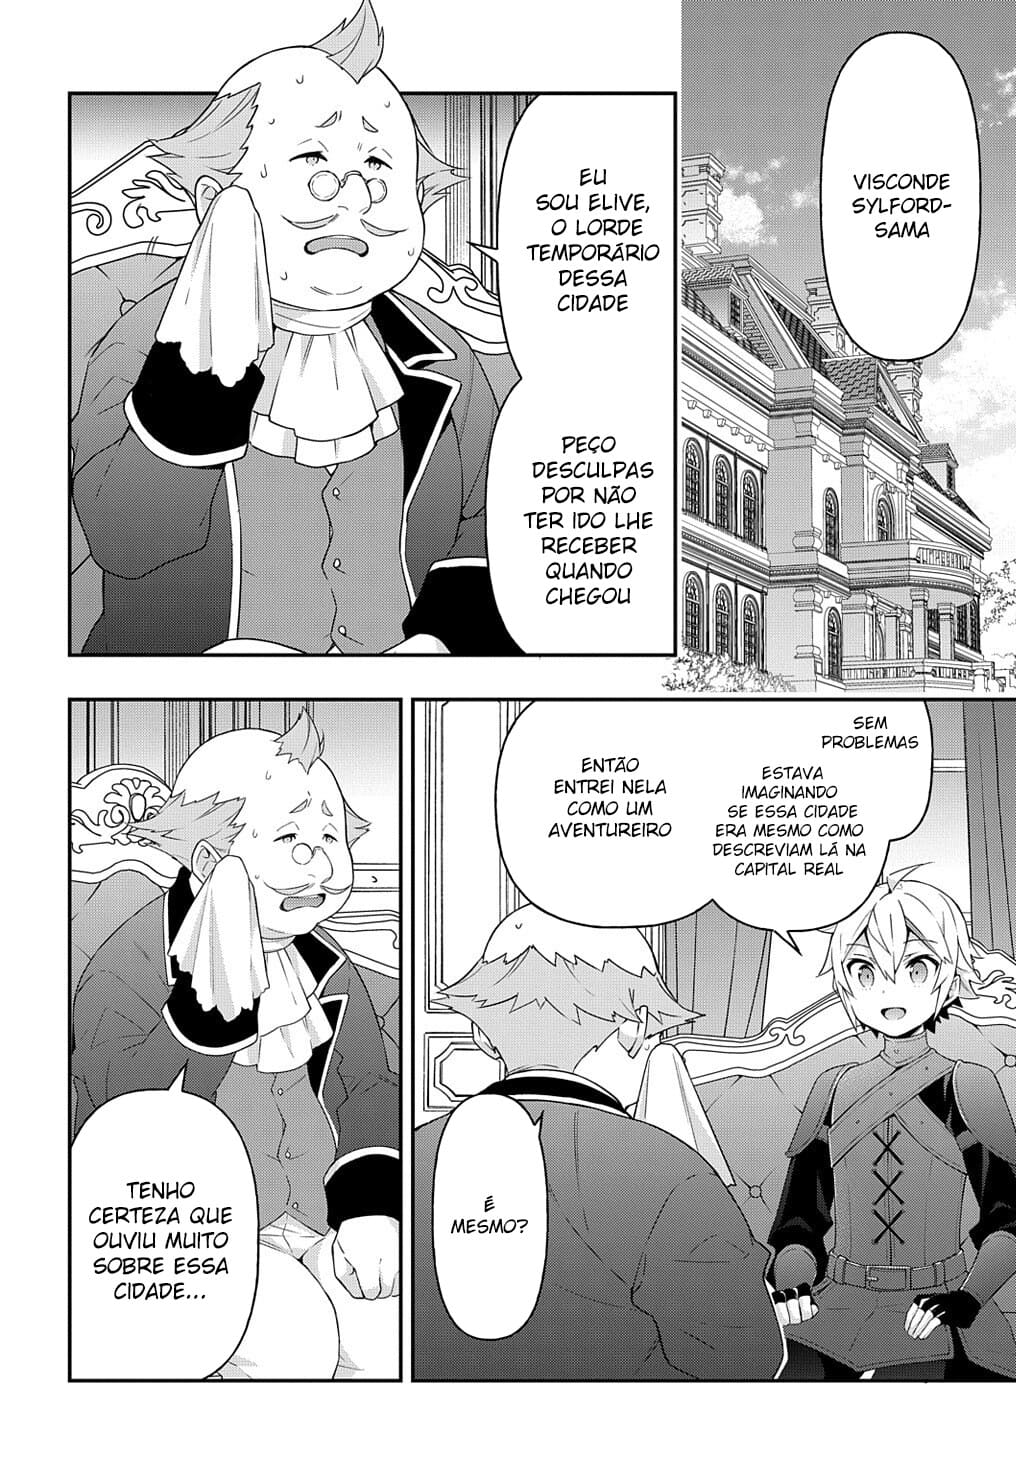 VISCONDE
SYLFORD-
SAMA
EU
SOU ELIVE,
O LORDE
TEMPORÁRIO
DESSA
CIDADE
PEÇO
DESCULPAS
POR NÃO
TER IDO LHE
RECEBER
QUANDO
CHEGOU
SEM
PROBLEMAS
ESTAVA
IMAGINANDO
SE ESSA CIDADE
ERA MESMO COMO
DESCREVIAM LÁ NA
CAPITAL REAL
ENTÃO
ENTREI NELA
COMO UM
AVENTUREIRO
É
MESMO?
TENHO
CERTEZA QUE
OUVIU MUITO
SOBRE ESSA
CIDADE...